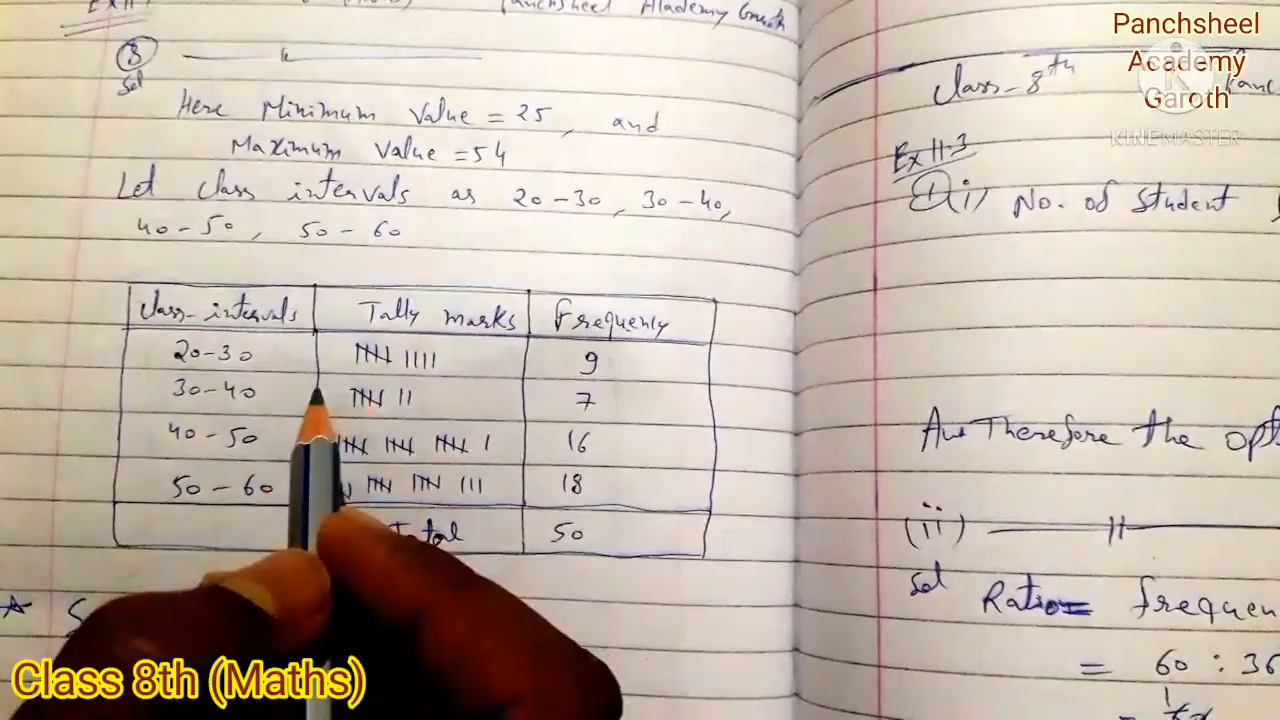 Panchsheel Academy Garoth
8
Sol
Here Minimum Value = 25, and
Maximum Value = 54
Let class intervals as 20-30, 30-40,
40-50, 50-60
class-intervals Tally marks Frequency
20-30 9
30-40 7
40-50 16
50-60 18
Total 50
Panchsheel
Academy
Garoth
KINEMASTER
class-8th
Ex 11.3
1 (i) No. of Student
Ans Therefore the
(ii)
Sol Ratio =
= 60 : 36
Class 8th (Maths)